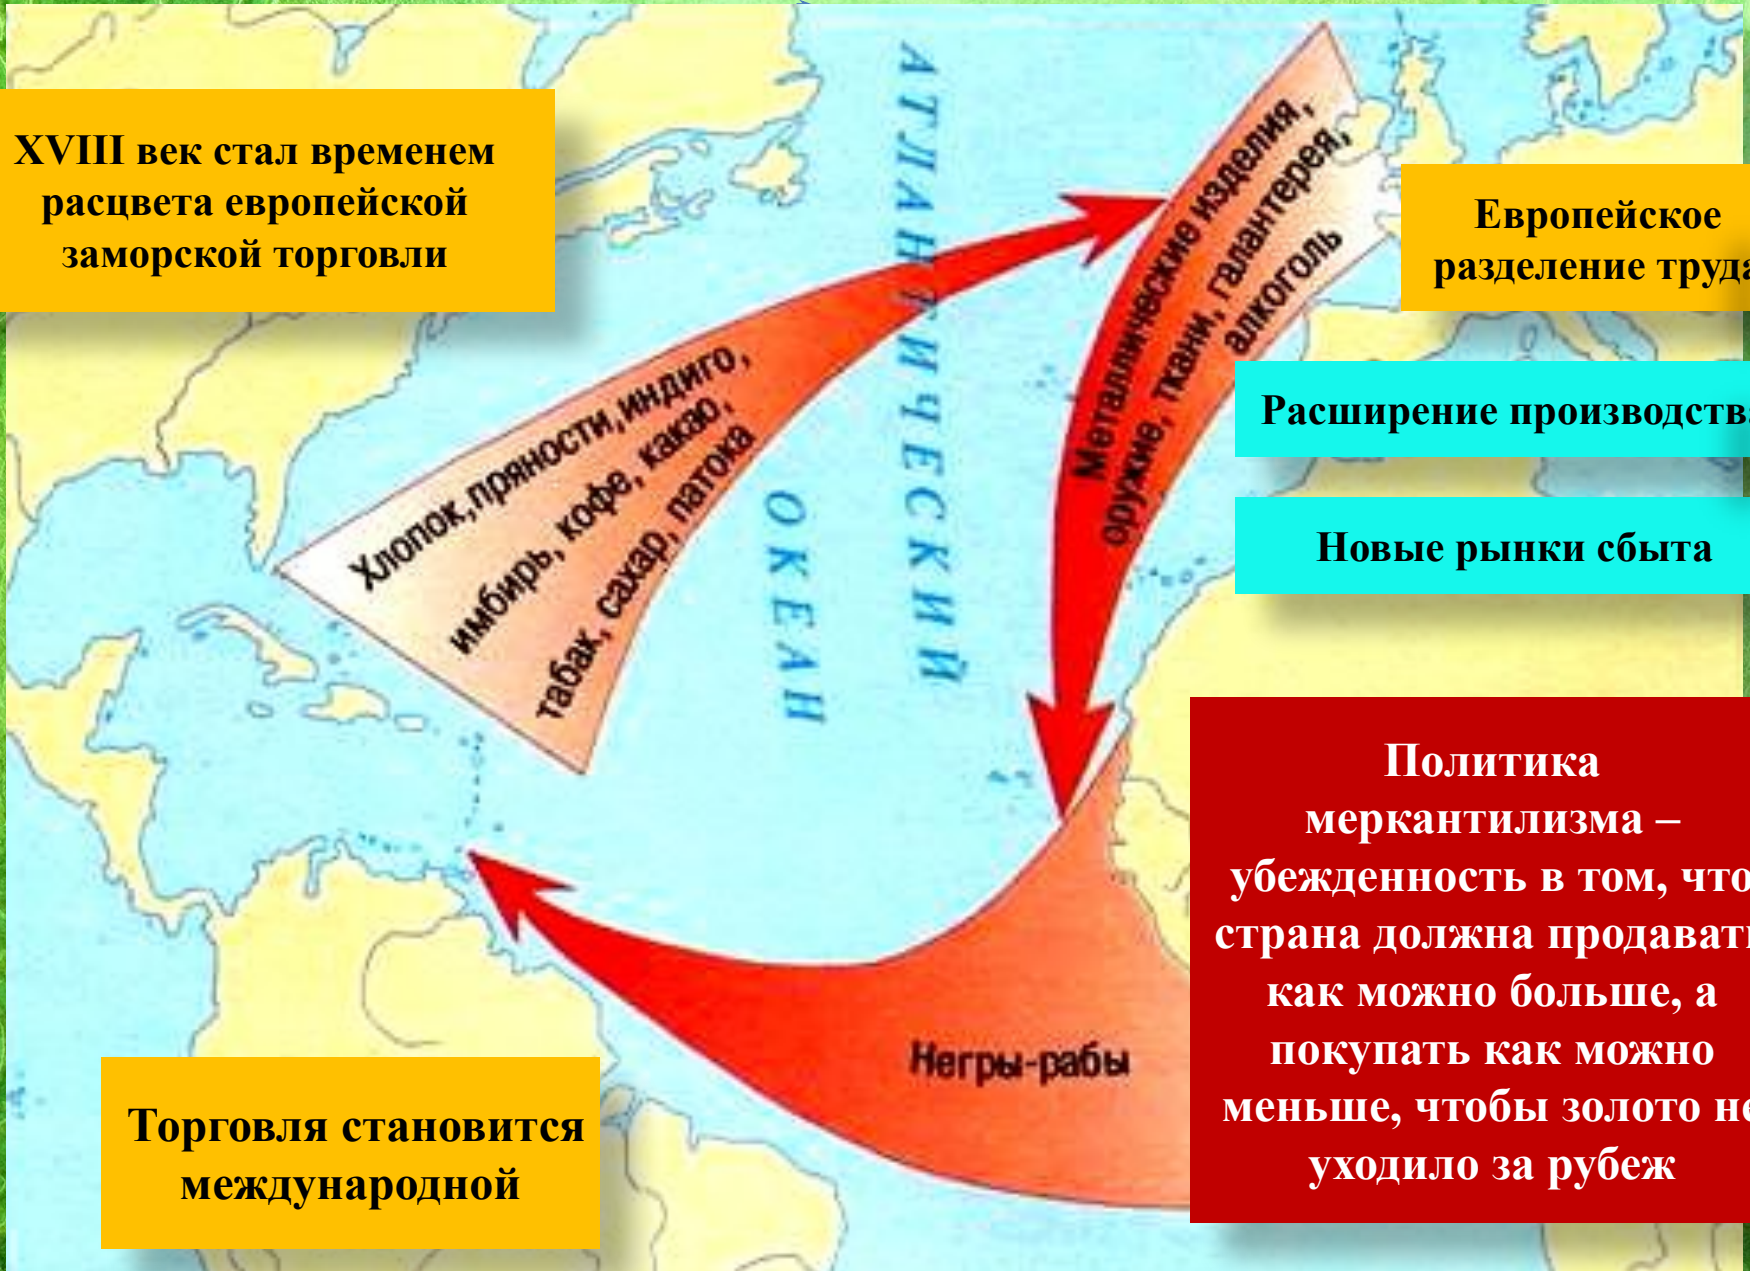 XVIII век стал временем
расцвета европейской
заморской торговли
АТЛАНТИЧЕСКИЙ
ОКЕАН
Металлические изделия,
оружие, ткани, галантерея,
алкоголь
Европейское
разделение труда
Расширение производства
Новые рынки сбыта
Хлопок, пряности, индиго,
имбирь, кофе, какао,
табак, сахар, патока
Политика
меркантилизма –
убежденность в том, что
страна должна продавать
как можно больше, а
покупать как можно
меньше, чтобы золото не
уходило за рубеж
Негры-рабы
Торговля становится
международной